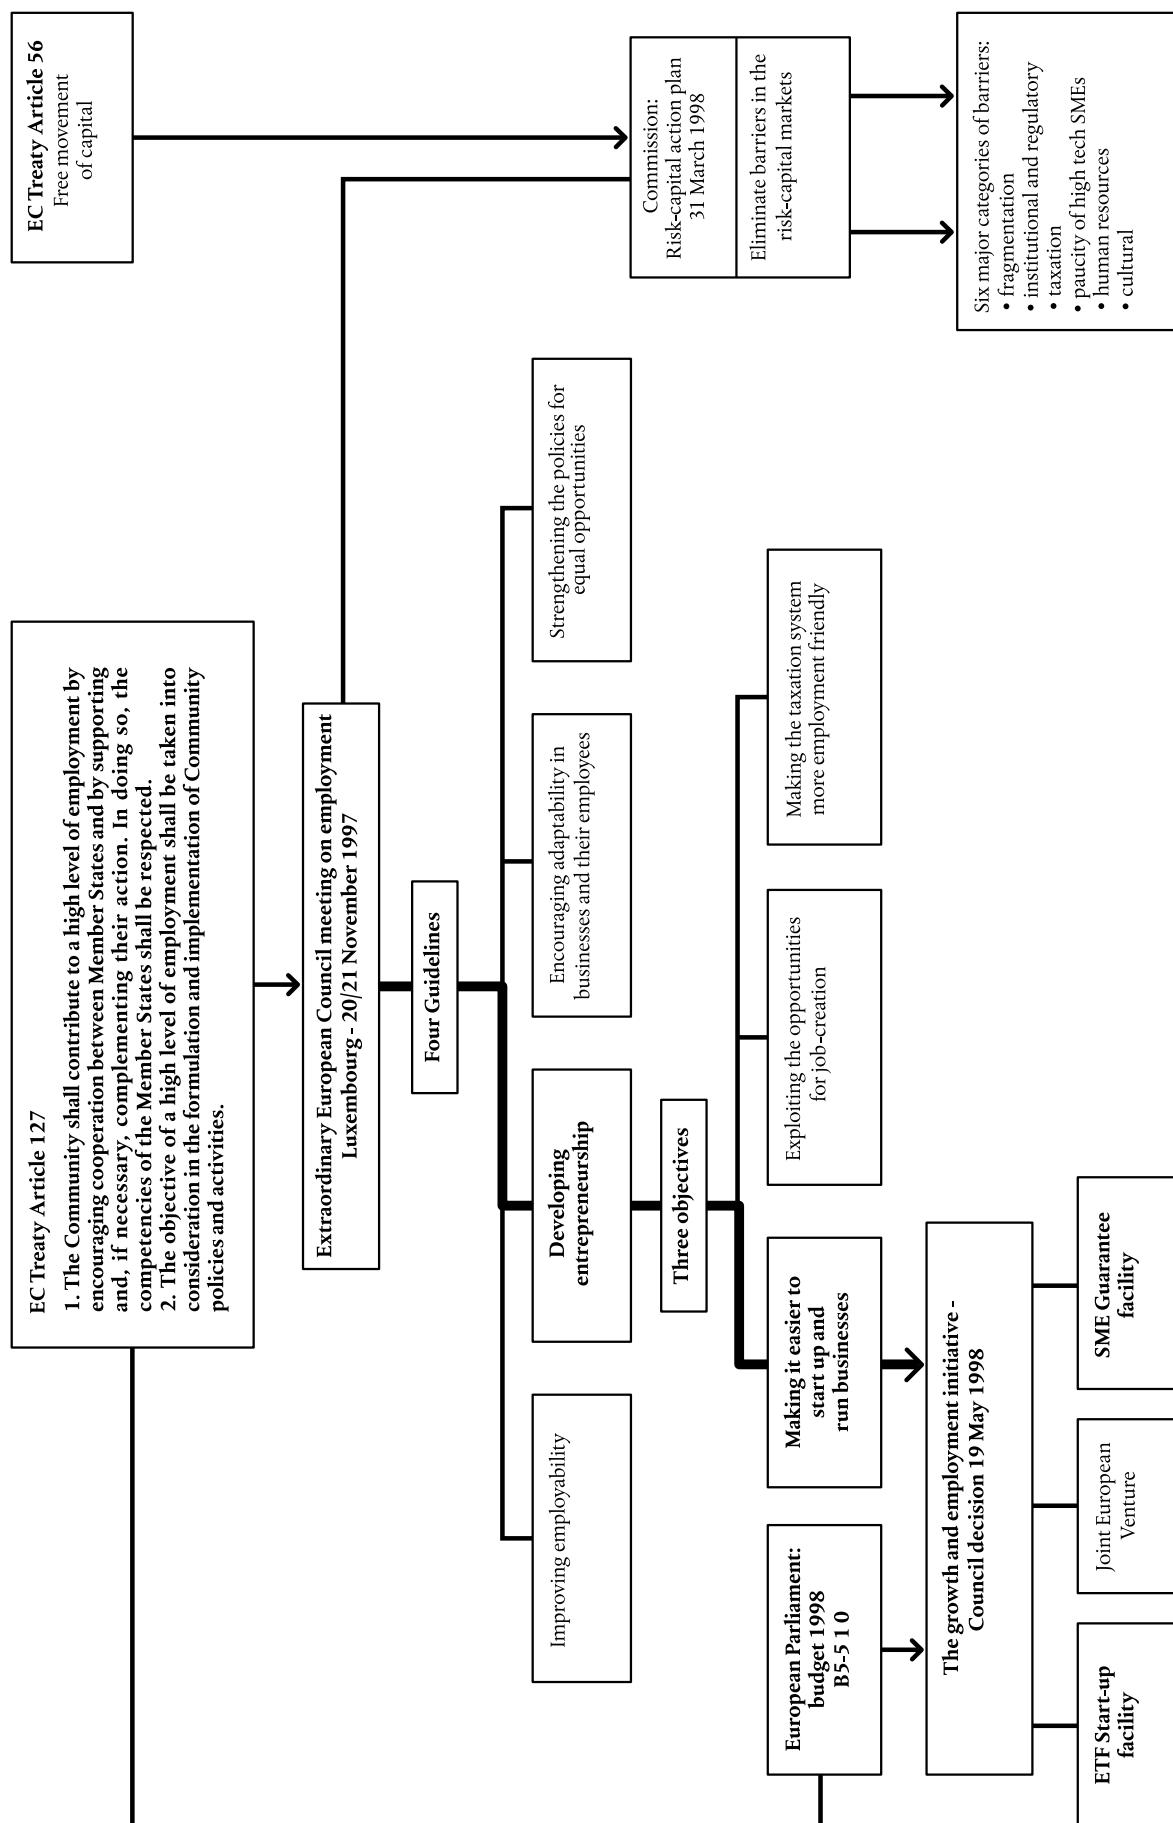 EC Treaty Article 127
1. The Community shall contribute to a high level of employment by
encouraging cooperation between Member States and by supporting
and, if necessary, complementing their action. In doing so, the
competencies of the Member States shall be respected.
2. The objective of a high level of employment shall be taken into
consideration in the formulation and implementation of Community
policies and activities.
EC Treaty Article 56
Free movement
of capital
Extraordinary European Council meeting on employment
Luxembourg - 20/21 November 1997
Four Guidelines
Improving employability
Developing
entrepreneurship
Encouraging adaptability in
businesses and their employees
Strengthening the policies for
equal opportunities
Commission:
Risk-capital action plan
31 March 1998
Eliminate barriers in the
risk-capital markets
Three objectives
European Parliament:
budget 1998
B5-5 1 0
Making it easier to
start up and
run businesses
Exploiting the opportunities
for job-creation
Making the taxation system
more employment friendly
The growth and employment initiative -
Council decision 19 May 1998
Six major categories of barriers:
• fragmentation
• institutional and regulatory
• taxation
• paucity of high tech SMEs
• human resources
• cultural
ETF Start-up
facility
Joint European
Venture
SME Guarantee
facility